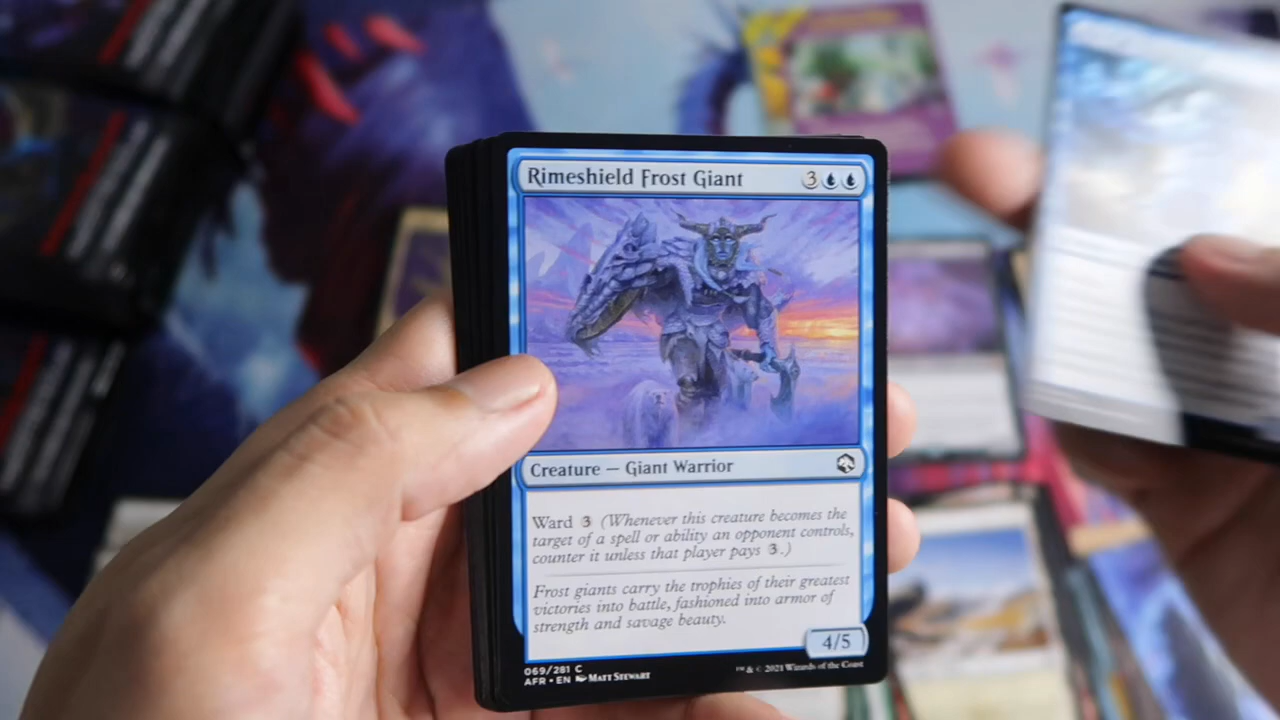 Rimeshield Frost Giant 3
Creature — Giant Warrior
Ward 3 (Whenever this creature becomes the
target of a spell or ability an opponent controls,
counter it unless that player pays 3.)
Frost giants carry the trophies of their greatest
victories into battle, fashioned into armor of
strength and savage beauty.
4/5
069/281 C
AFR • EN Matt Stewart
™ & © 2021 Wizards of the Coast